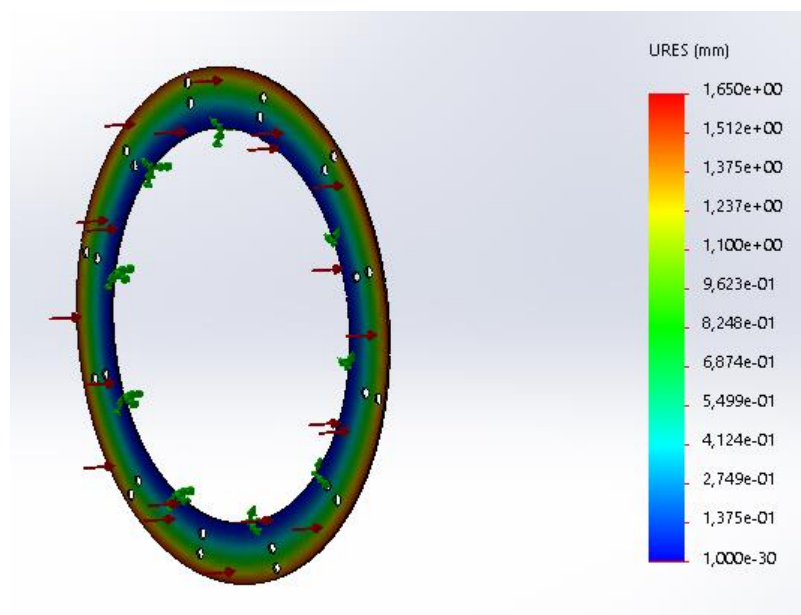 URES (mm)
1,650e+00
1,512e+00
1,375e+00
1,237e+00
1,100e+00
9,623e-01
8,248e-01
6,874e-01
5,499e-01
4,124e-01
2,749e-01
1,375e-01
1,000e-30